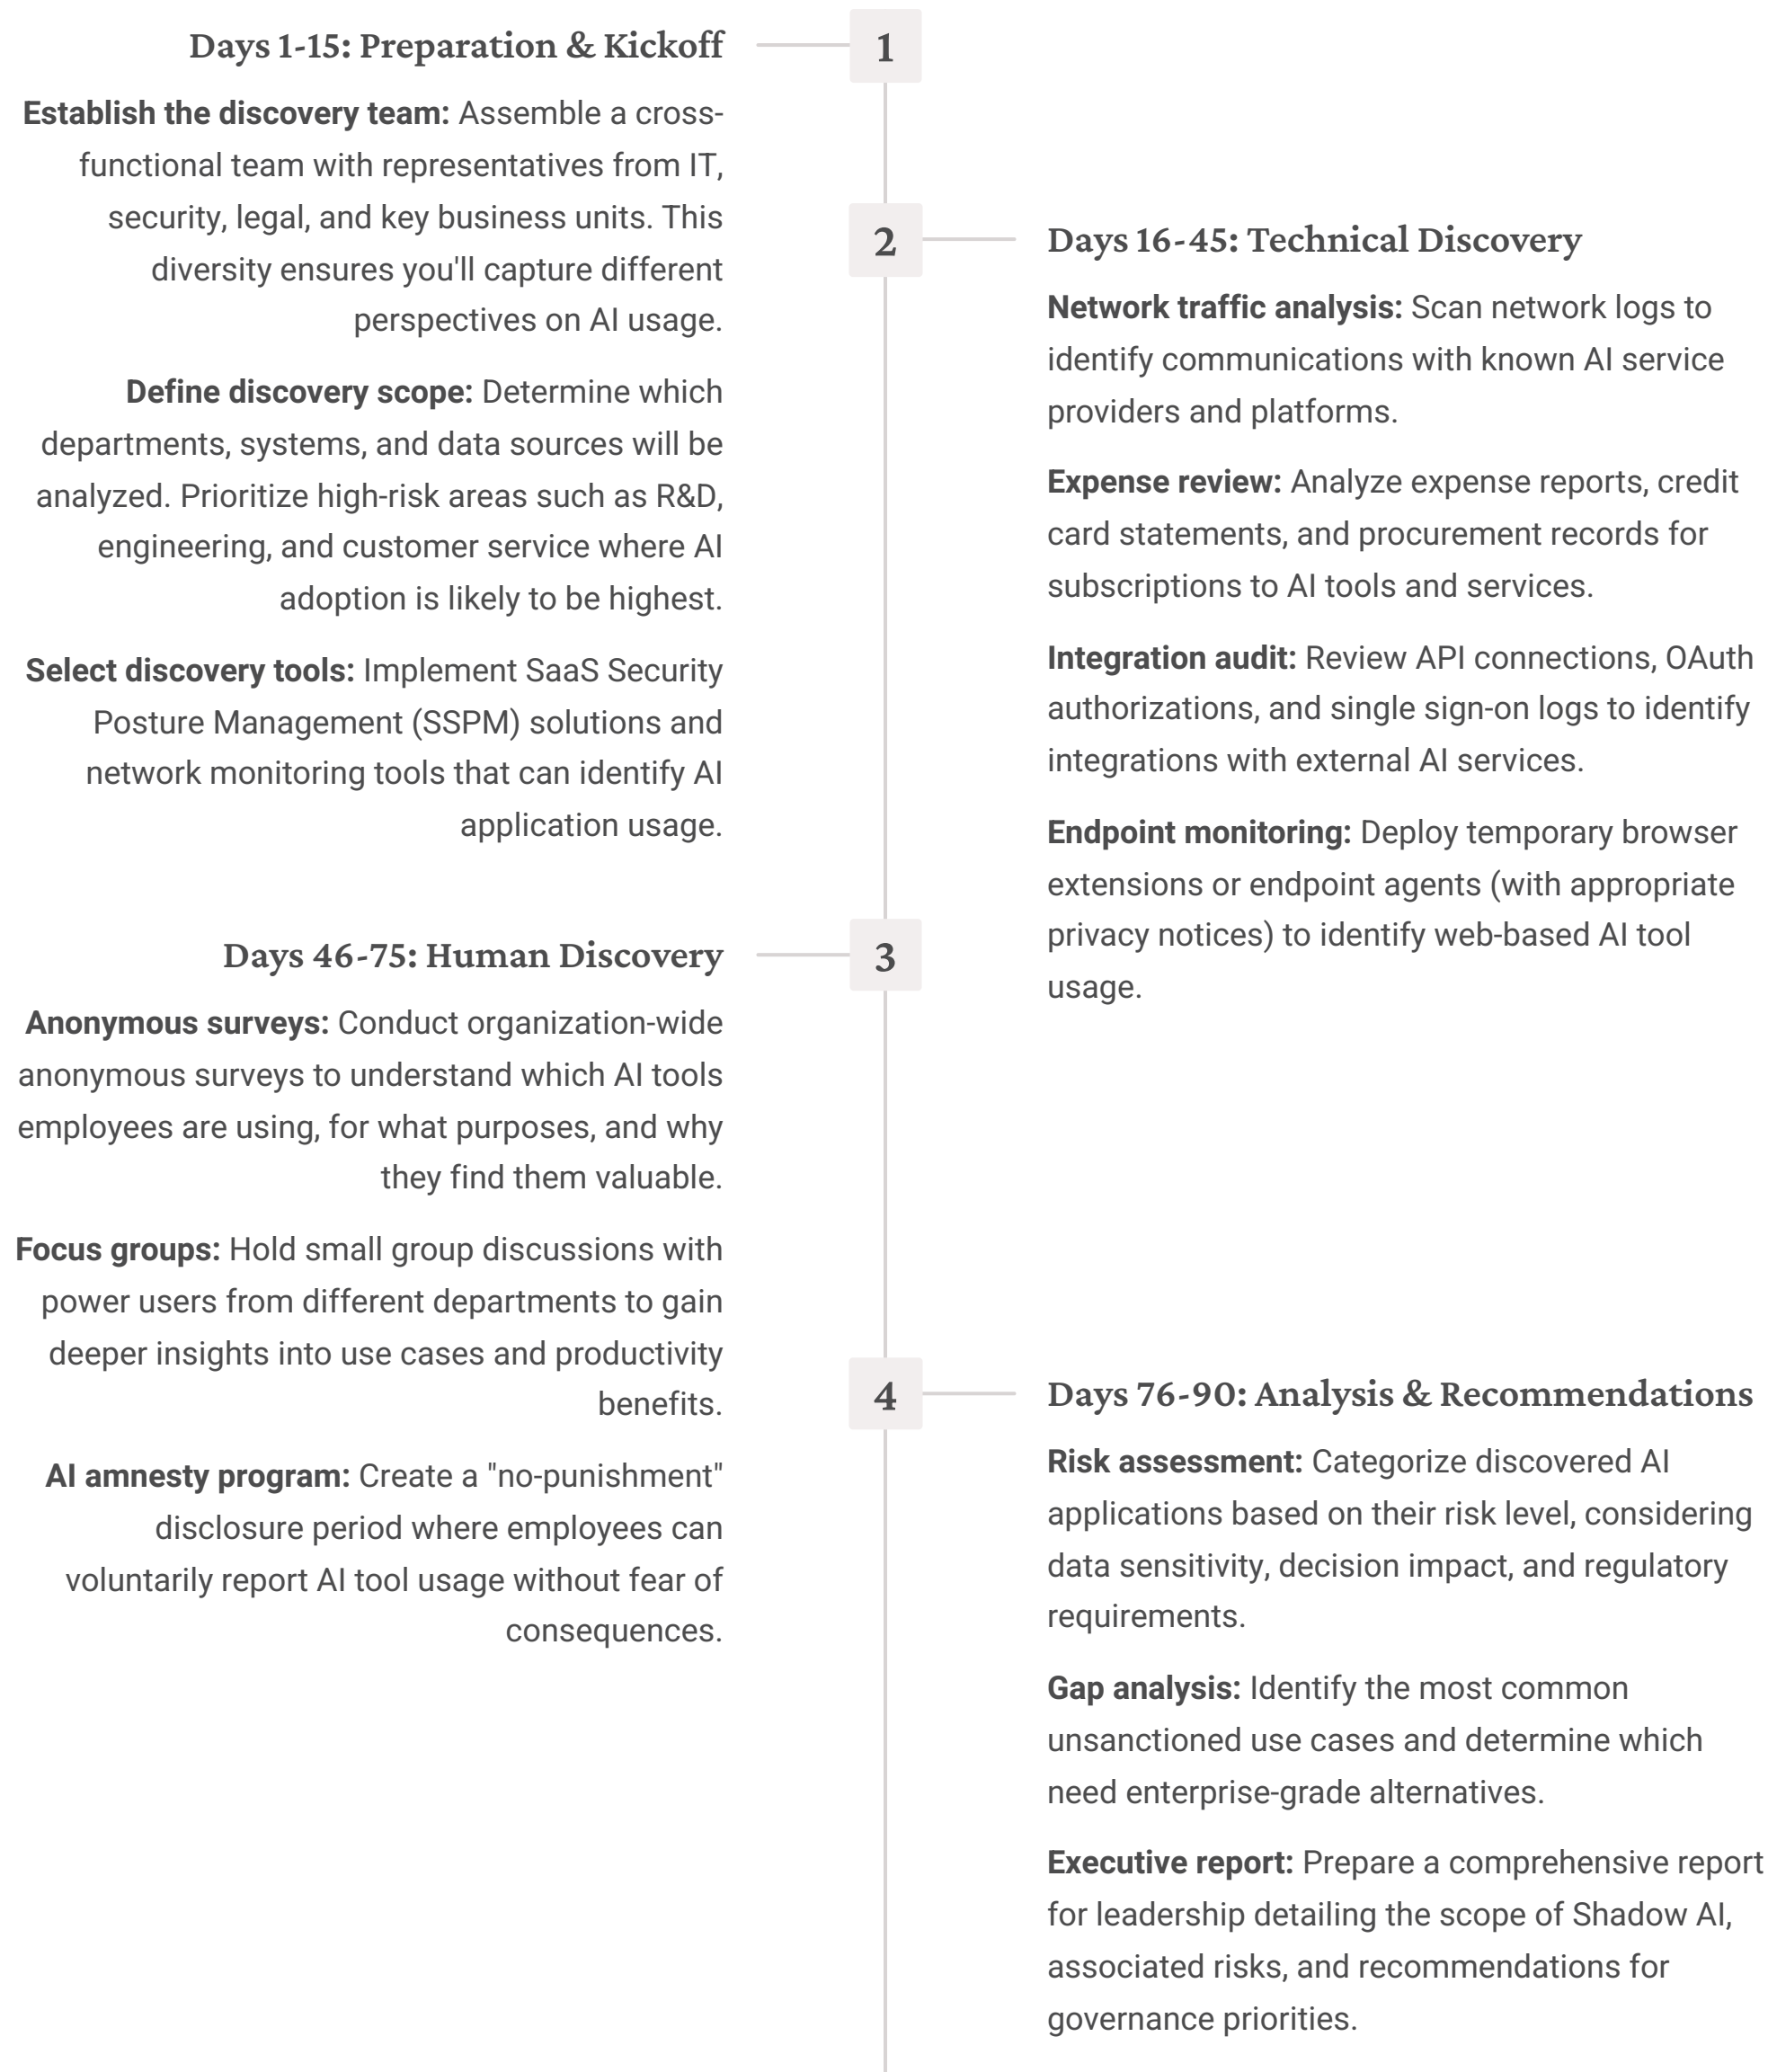 Days 1-15: Preparation & Kickoff
1
Establish the discovery team: Assemble a cross-
functional team with representatives from IT,
security, legal, and key business units. This
diversity ensures you'll capture different
perspectives on AI usage.
Define discovery scope: Determine which
departments, systems, and data sources will be
analyzed. Prioritize high-risk areas such as R&D,
engineering, and customer service where AI
adoption is likely to be highest.
Select discovery tools: Implement SaaS Security
Posture Management (SSPM) solutions and
network monitoring tools that can identify AI
application usage.
2
Days 16-45: Technical Discovery
Network traffic analysis: Scan network logs to
identify communications with known AI service
providers and platforms.
Expense review: Analyze expense reports, credit
card statements, and procurement records for
subscriptions to AI tools and services.
Integration audit: Review API connections, OAuth
authorizations, and single sign-on logs to identify
integrations with external AI services.
Endpoint monitoring: Deploy temporary browser
extensions or endpoint agents (with appropriate
privacy notices) to identify web-based AI tool
usage.
Days 46-75: Human Discovery
3
Anonymous surveys: Conduct organization-wide
anonymous surveys to understand which AI tools
employees are using, for what purposes, and why
they find them valuable.
Focus groups: Hold small group discussions with
power users from different departments to gain
deeper insights into use cases and productivity
benefits.
AI amnesty program: Create a "no-punishment"
disclosure period where employees can
voluntarily report AI tool usage without fear of
consequences.
4
Days 76-90: Analysis & Recommendations
Risk assessment: Categorize discovered AI
applications based on their risk level, considering
data sensitivity, decision impact, and regulatory
requirements.
Gap analysis: Identify the most common
unsanctioned use cases and determine which
need enterprise-grade alternatives.
Executive report: Prepare a comprehensive report
for leadership detailing the scope of Shadow AI,
associated risks, and recommendations for
governance priorities.